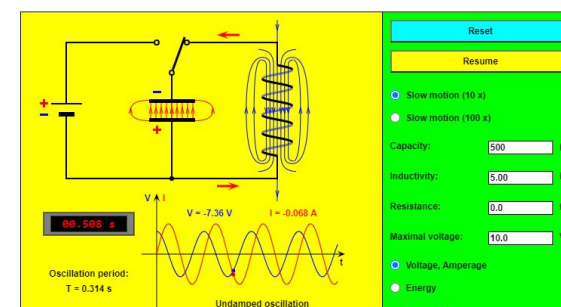 Reset
Resume
Slow motion (10 x)
Slow motion (100 x)
Capacity: 500
Inductivity: 5.00
Resistance: 0.0
Maximal voltage: 10.0
Voltage, Amperage
Energy
+
-
-
+
V I
V = -7.36 V I = -0.068 A
00.508 s
t
Oscillation period:
T = 0.314 s
Undamped oscillation